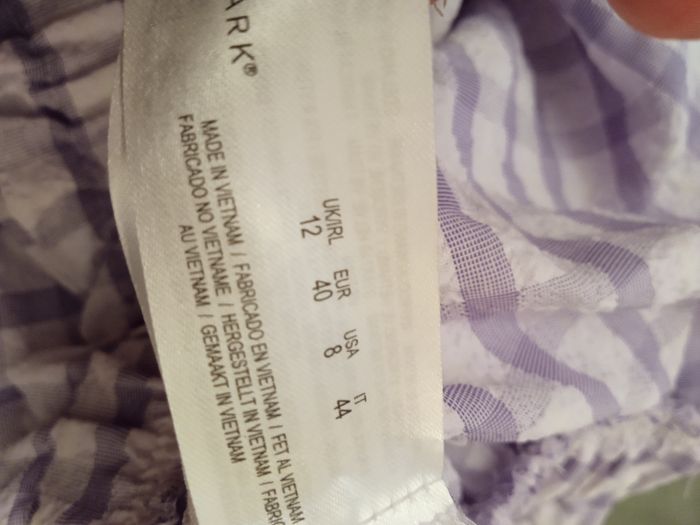 ARK®
UK/IRL EUR USA IT
12 40 8 44
MADE IN VIETNAM / FABRICADO EN VIETNAM / FET AL VIETNAM
FABRICADO NO VIETNAME / HERGESTELLT IN VIETNAM / FABRIC
AU VIETNAM / GEMAAKT IN VIETNAM